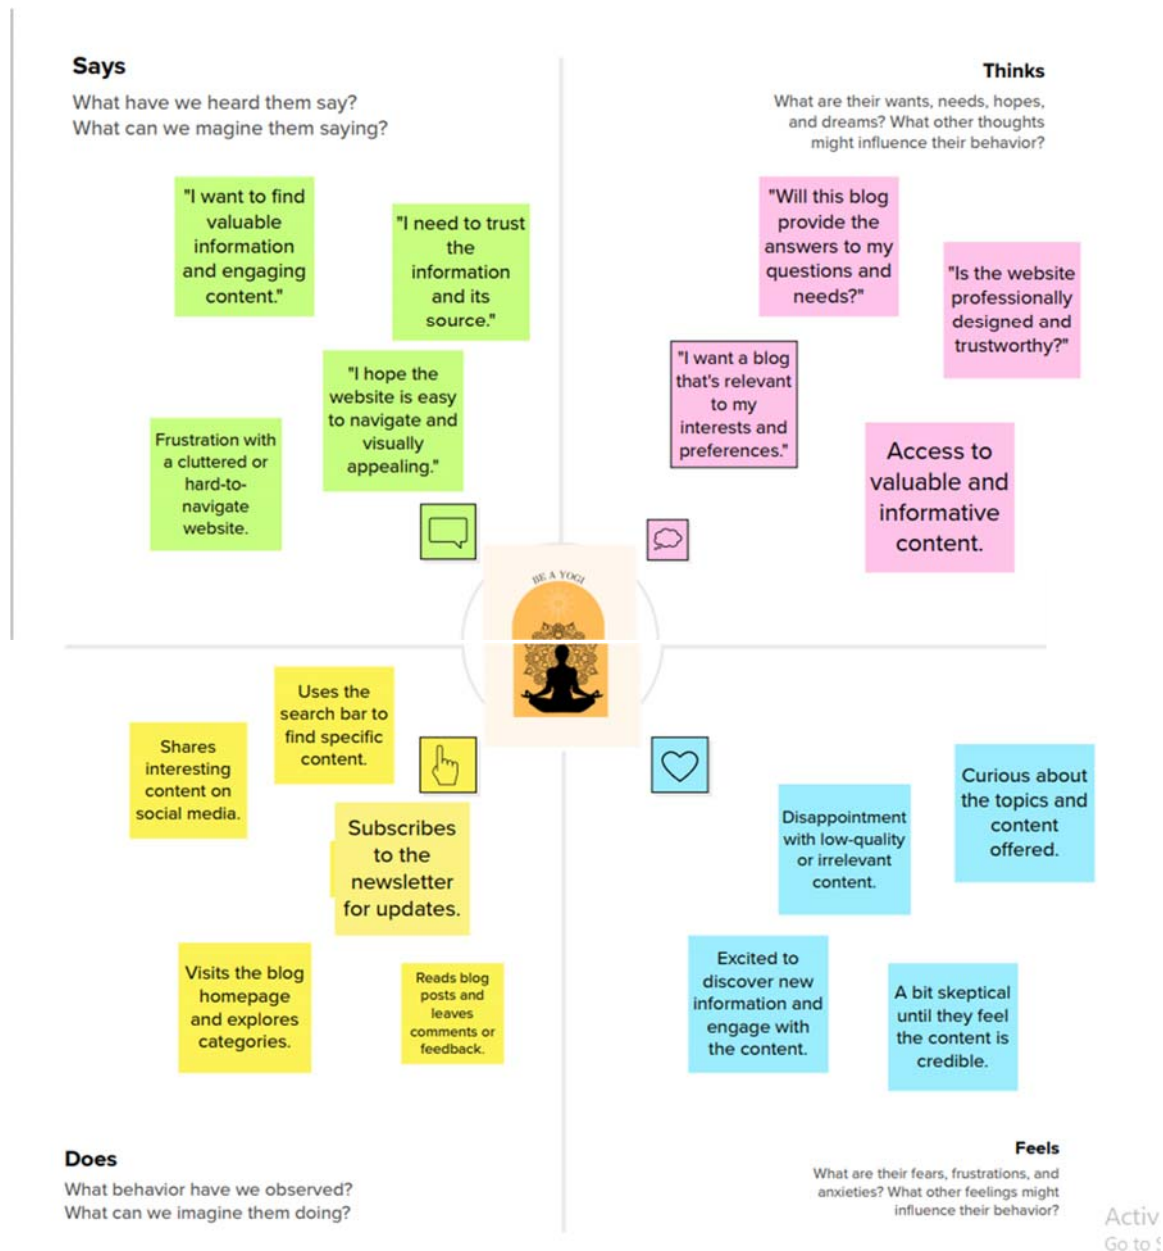 Says
What have we heard them say?
What can we magine them saying?
"I want to find
valuable
information
and engaging
content."
"I need to trust
the
information
and its
source."
"I hope the
website is easy
to navigate and
visually
appealing."
Frustration with
a cluttered or
hard-to-
navigate
website.
Thinks
What are their wants, needs, hopes,
and dreams? What other thoughts
might influence their behavior?
"Will this blog
provide the
answers to my
questions and
needs?"
"Is the website
professionally
designed and
trustworthy?"
"I want a blog
that's relevant
to my
interests and
preferences."
Access to
valuable and
informative
content.
BE A YOGI
Uses the
search bar to
find specific
content.
Shares
interesting
content on
social media.
Subscribes
to the
newsletter
for updates.
Visits the blog
homepage
and explores
categories.
Reads blog
posts and
leaves
comments or
feedback.
Does
What behavior have we observed?
What can we imagine them doing?
Curious about
the topics and
content
offered.
Disappointment
with low-quality
or irrelevant
content.
Excited to
discover new
information and
engage with
the content.
A bit skeptical
until they feel
the content is
credible.
Feels
What are their fears, frustrations, and
anxieties? What other feelings might
influence their behavior?
Activ
Go to S